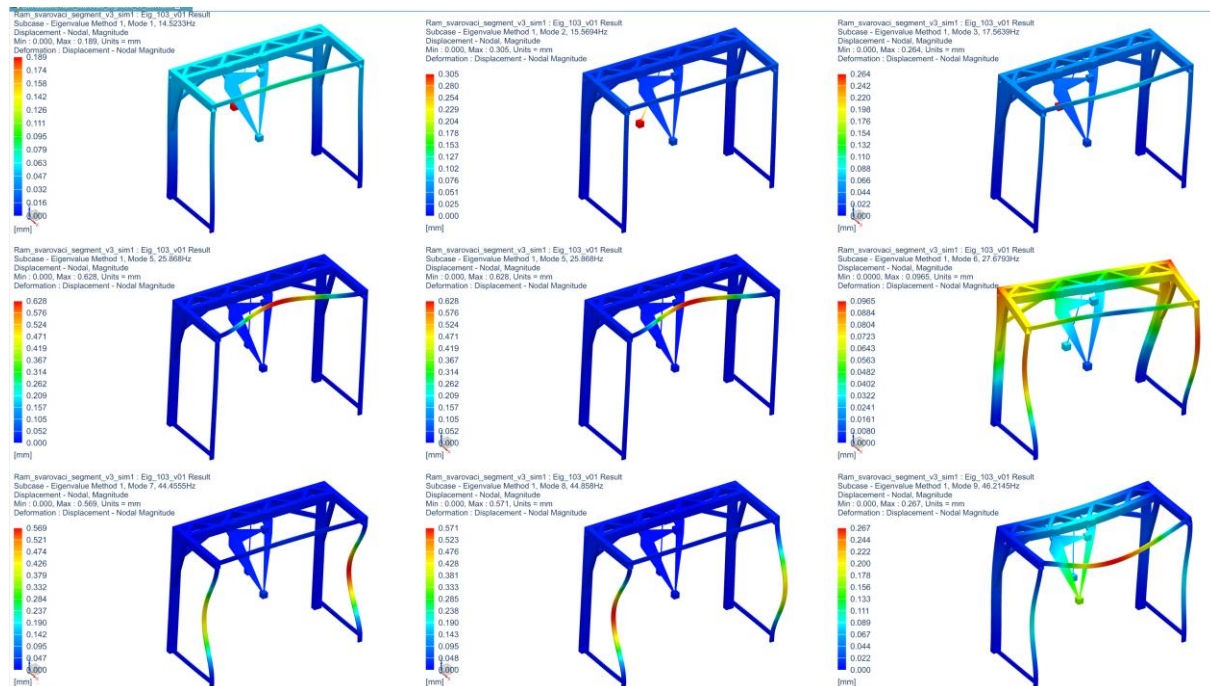 Ram_svarovaci_segment_v3_sim1 : Eig_103_v01 Result
Subcase - Eigenvalue Method 1, Mode 1, 14.5233Hz
Displacement - Nodal, Magnitude
Min : 0.000, Max : 0.189, Units = mm
Deformation : Displacement - Nodal Magnitude
0.189
0.174
0.158
0.142
0.126
0.111
0.095
0.079
0.063
0.047
0.032
0.016
0.000
[mm]
Ram_svarovaci_segment_v3_sim1 : Eig_103_v01 Result
Subcase - Eigenvalue Method 1, Mode 2, 15.5694Hz
Displacement - Nodal, Magnitude
Min : 0.000, Max : 0.305, Units = mm
Deformation : Displacement - Nodal Magnitude
0.305
0.280
0.254
0.229
0.204
0.178
0.153
0.127
0.102
0.076
0.051
0.025
0.000
[mm]
Ram_svarovaci_segment_v3_sim1 : Eig_103_v01 Result
Subcase - Eigenvalue Method 1, Mode 3, 17.5639Hz
Displacement - Nodal, Magnitude
Min : 0.000, Max : 0.264, Units = mm
Deformation : Displacement - Nodal Magnitude
0.264
0.242
0.220
0.198
0.176
0.154
0.132
0.110
0.088
0.066
0.044
0.022
0.000
[mm]
Ram_svarovaci_segment_v3_sim1 : Eig_103_v01 Result
Subcase - Eigenvalue Method 1, Mode 5, 25.868Hz
Displacement - Nodal, Magnitude
Min : 0.000, Max : 0.628, Units = mm
Deformation : Displacement - Nodal Magnitude
0.628
0.576
0.524
0.471
0.419
0.367
0.314
0.262
0.209
0.157
0.105
0.052
0.000
[mm]
Ram_svarovaci_segment_v3_sim1 : Eig_103_v01 Result
Subcase - Eigenvalue Method 1, Mode 5, 25.868Hz
Displacement - Nodal, Magnitude
Min : 0.000, Max : 0.628, Units = mm
Deformation : Displacement - Nodal Magnitude
0.628
0.576
0.524
0.471
0.419
0.367
0.314
0.262
0.209
0.157
0.105
0.052
0.000
[mm]
Ram_svarovaci_segment_v3_sim1 : Eig_103_v01 Result
Subcase - Eigenvalue Method 1, Mode 6, 27.6793Hz
Displacement - Nodal, Magnitude
Min : 0.0000, Max : 0.0965, Units = mm
Deformation : Displacement - Nodal Magnitude
0.0965
0.0884
0.0804
0.0723
0.0643
0.0563
0.0482
0.0402
0.0322
0.0241
0.0161
0.0080
0.0000
[mm]
Ram_svarovaci_segment_v3_sim1 : Eig_103_v01 Result
Subcase - Eigenvalue Method 1, Mode 7, 44.4555Hz
Displacement - Nodal, Magnitude
Min : 0.000, Max : 0.569, Units = mm
Deformation : Displacement - Nodal Magnitude
0.569
0.521
0.474
0.426
0.379
0.332
0.284
0.237
0.190
0.142
0.095
0.047
0.000
[mm]
Ram_svarovaci_segment_v3_sim1 : Eig_103_v01 Result
Subcase - Eigenvalue Method 1, Mode 8, 44.858Hz
Displacement - Nodal, Magnitude
Min : 0.000, Max : 0.571, Units = mm
Deformation : Displacement - Nodal Magnitude
0.571
0.523
0.476
0.428
0.381
0.333
0.285
0.238
0.190
0.143
0.095
0.048
0.000
[mm]
Ram_svarovaci_segment_v3_sim1 : Eig_103_v01 Result
Subcase - Eigenvalue Method 1, Mode 9, 46.2145Hz
Displacement - Nodal, Magnitude
Min : 0.000, Max : 0.267, Units = mm
Deformation : Displacement - Nodal Magnitude
0.267
0.244
0.222
0.200
0.178
0.156
0.133
0.111
0.089
0.067
0.044
0.022
0.000
[mm]